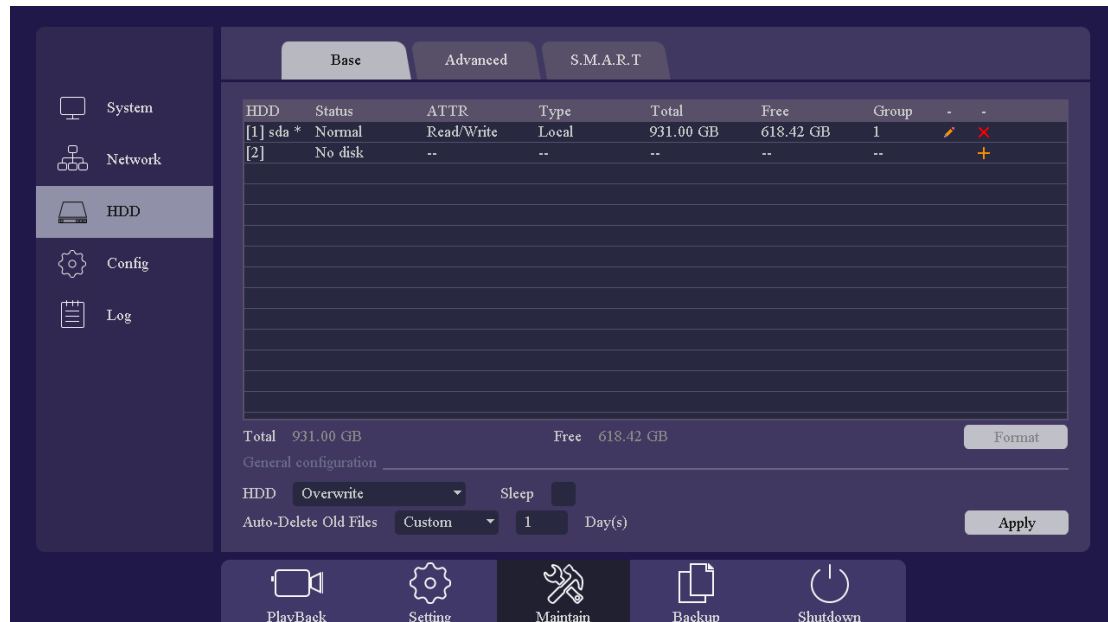 Base Advanced S.M.A.R.T
System
Network
HDD
Config
Log
HDD Status ATTR Type Total Free Group - -
[1] sda * Normal Read/Write Local 931.00 GB 618.42 GB 1
[2] No disk -- -- -- -- --
Total 931.00 GB Free 618.42 GB Format
General configuration
HDD Overwrite Sleep
Auto-Delete Old Files Custom 1 Day(s) Apply
PlayBack Setting Maintain Backup Shutdown